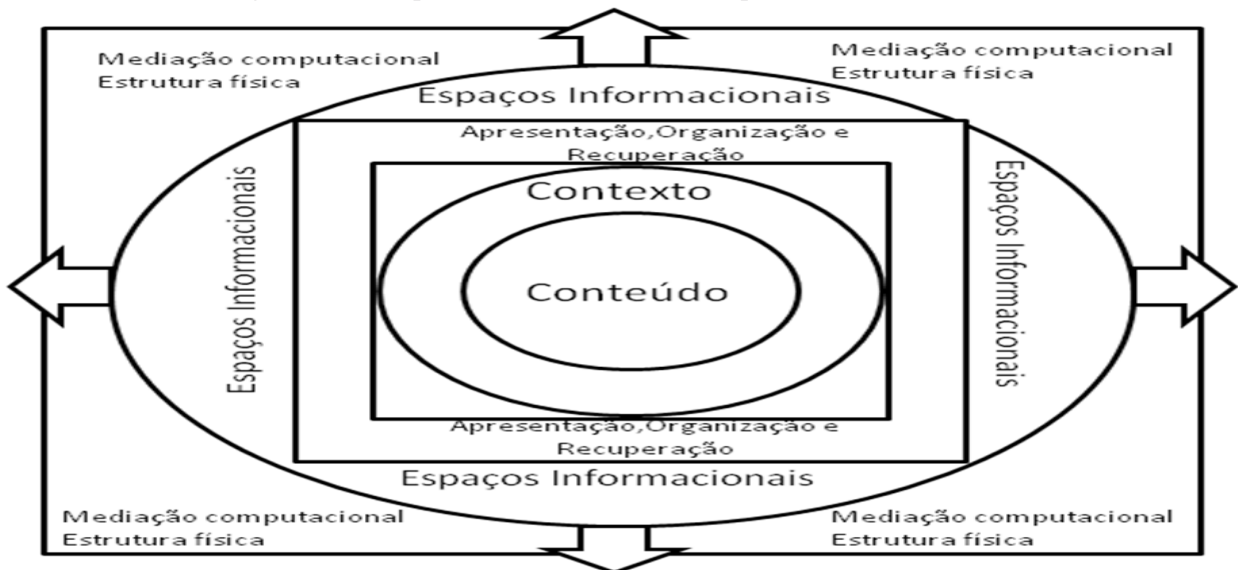 Mediação computacional
Estrutura física
Mediação computacional
Estrutura física
Espaços Informacionais
Apresentação,Organização e
Recuperação
Espaços Informacionais
Contexto
Conteúdo
Espaços Informacionais
Apresentação,Organização e
Recuperação
Espaços Informacionais
Mediação computacional
Estrutura física
Mediação computacional
Estrutura física